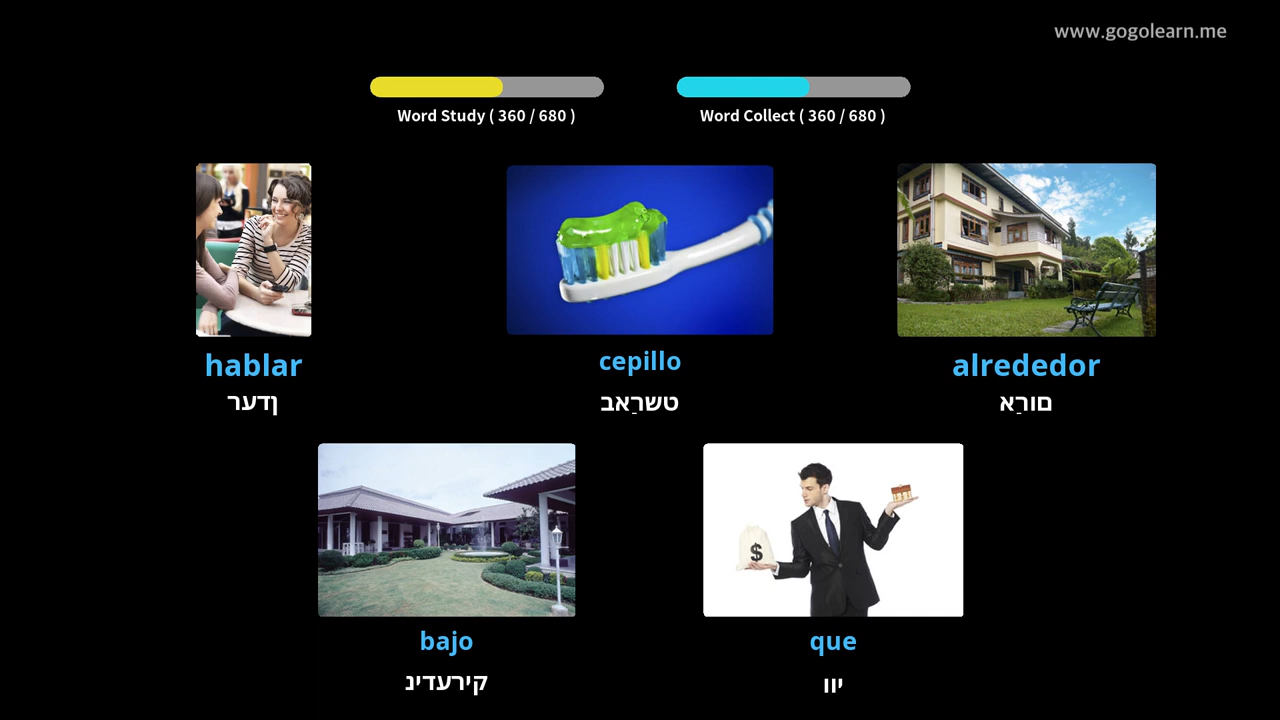 www.gogolearn.me
Word Study ( 360 / 680 )
Word Collect ( 360 / 680 )
hablar
רעדן
cepillo
באַרשט
alrededor
אַרום
bajo
נידעריק
que
ווי